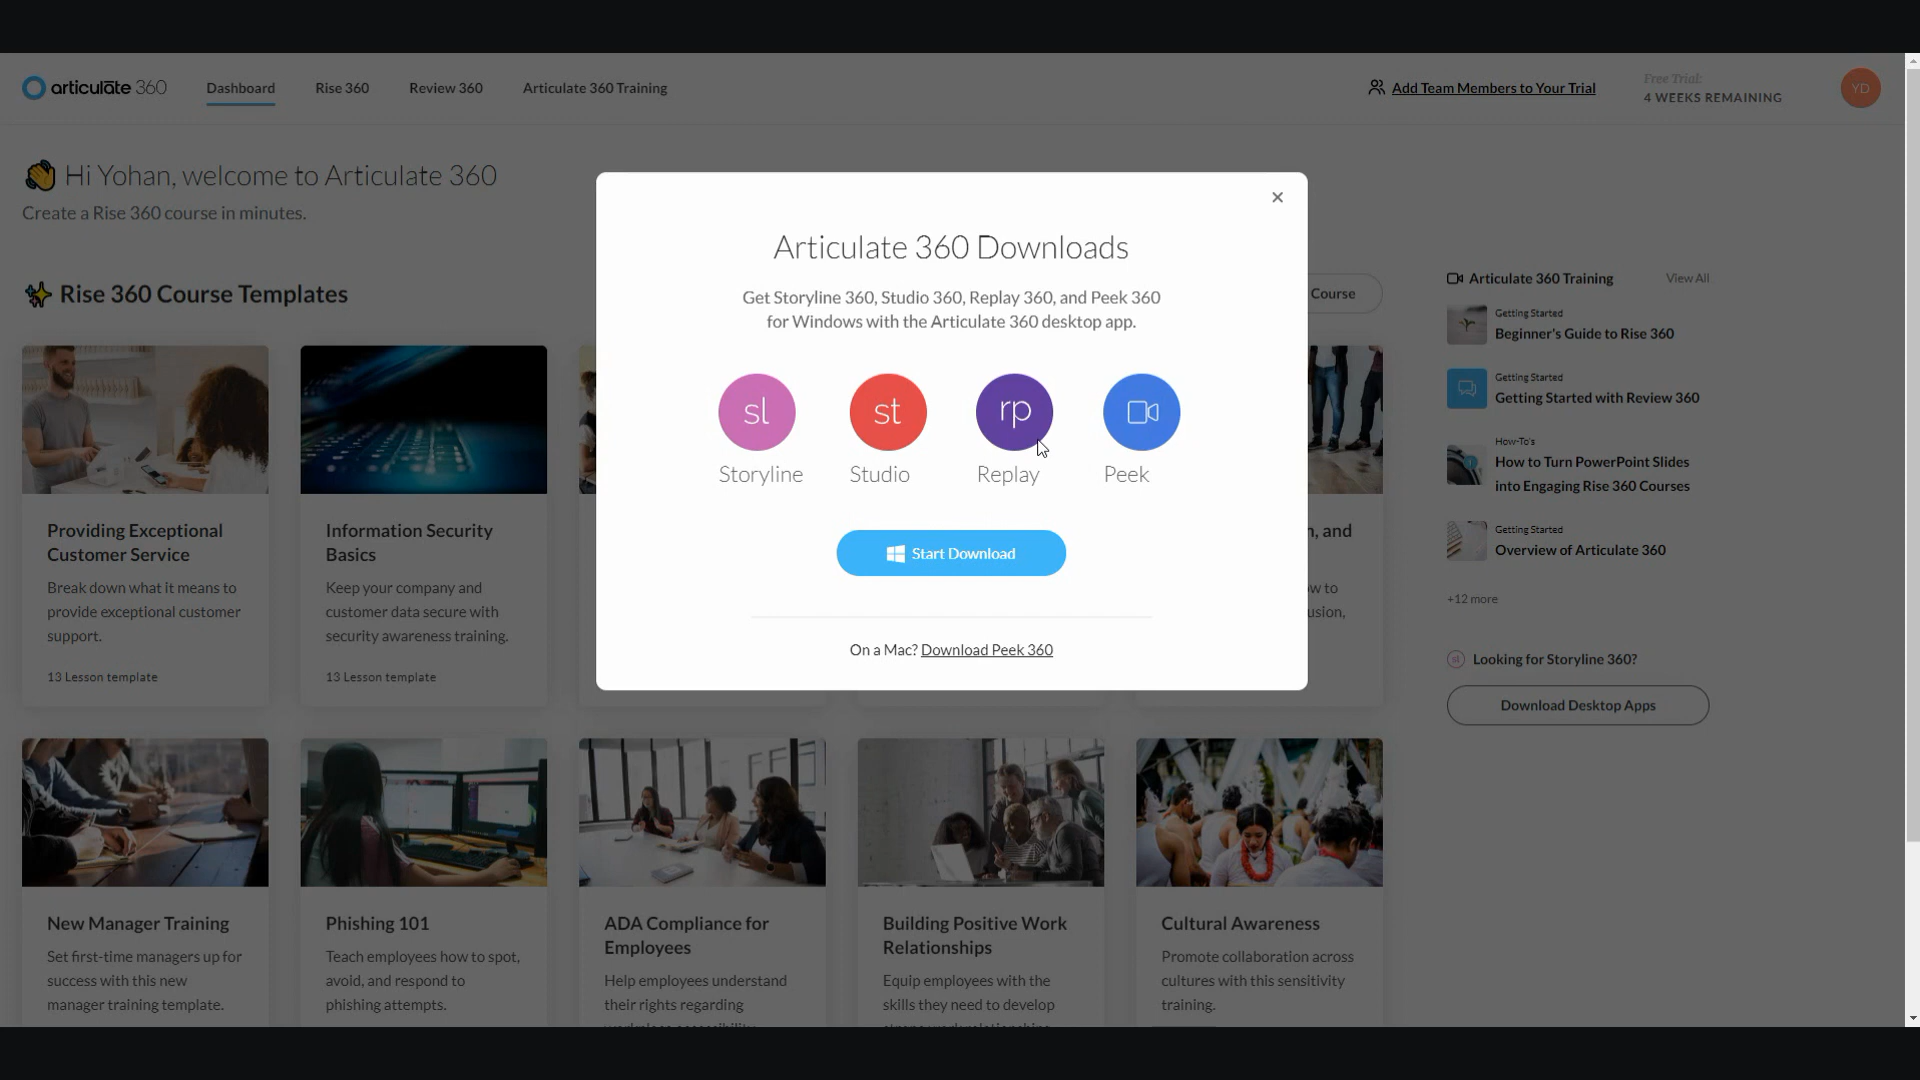 articulate 360
Dashboard
Rise 360
Review 360
Articulate 360 Training
Add Team Members to Your Trial
Free Trial:
4 WEEKS REMAINING
YD
Hi Yohan, welcome to Articulate 360
Create a Rise 360 course in minutes.
Rise 360 Course Templates
Course
Articulate 360 Downloads
Get Storyline 360, Studio 360, Replay 360, and Peek 360
for Windows with the Articulate 360 desktop app.
sl
st
rp
Storyline
Studio
Replay
Peek
Start Download
On a Mac? Download Peek 360
Providing Exceptional
Customer Service
Break down what it means to
provide exceptional customer
support.
13 Lesson template
Information Security
Basics
Keep your company and
customer data secure with
security awareness training.
13 Lesson template
n, and
w to
usion,
New Manager Training
Set first-time managers up for
success with this new
manager training template.
Phishing 101
Teach employees how to spot,
avoid, and respond to
phishing attempts.
ADA Compliance for
Employees
Help employees understand
their rights regarding
workplace accessibility
Building Positive Work
Relationships
Equip employees with the
skills they need to develop
strong work relationships
Cultural Awareness
Promote collaboration across
cultures with this sensitivity
training.
Articulate 360 Training
View All
Getting Started
Beginner's Guide to Rise 360
Getting Started
Getting Started with Review 360
How-To's
How to Turn PowerPoint Slides
into Engaging Rise 360 Courses
Getting Started
Overview of Articulate 360
+12 more
sl
Looking for Storyline 360?
Download Desktop Apps